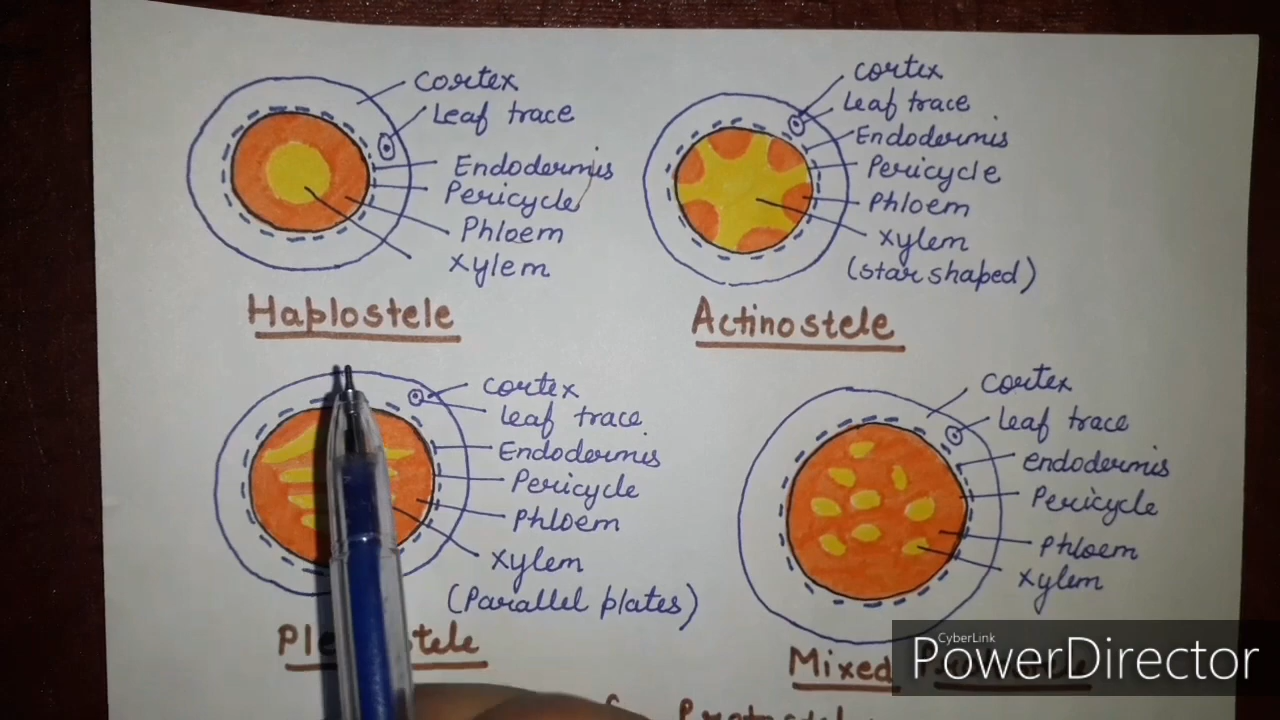 Cortex
Leaf trace
Endodermis
Pericycle
Phloem
Xylem
Haplostele
Cortex
Leaf trace
Endodermis
Pericycle
Phloem
Xylem
(star shaped)
Actinostele
Cortex
Leaf trace
Endodermis
Pericycle
Phloem
Xylem
(Parallel plates)
Cortex
Leaf trace
endodermis
Pericycle
Phloem
Xylem
Mixed
CyberLink
PowerDirector